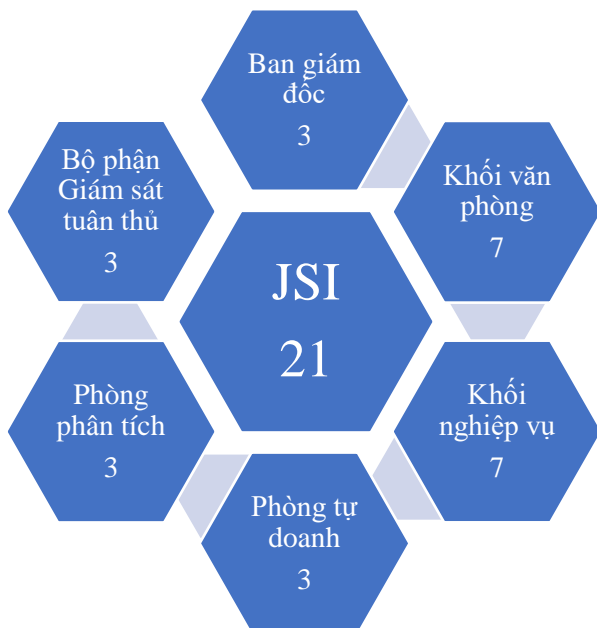 Ban giám
đốc
3
Khối văn
phòng
7
Khối
nghiệp vụ
7
Phòng tự
doanh
3
Phòng
phân tích
3
Bộ phận
Giám sát
tuân thủ
3
JSI
21